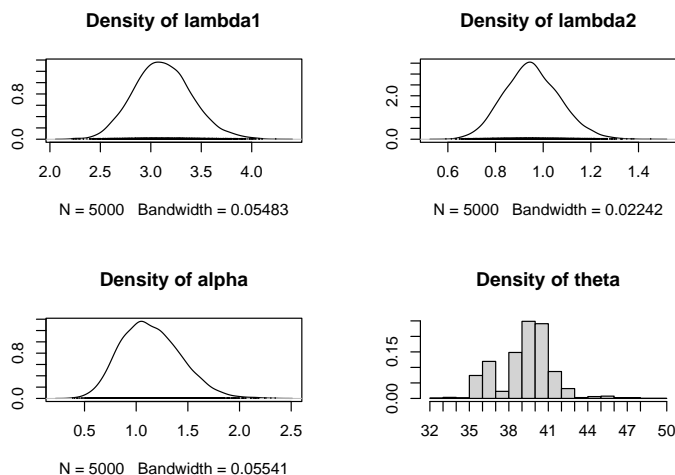 Density of lambda1
0.0 0.8
2.0 2.5 3.0 3.5 4.0
N = 5000 Bandwidth = 0.05483
Density of lambda2
0.0 2.0
0.6 0.8 1.0 1.2 1.4
N = 5000 Bandwidth = 0.02242
Density of alpha
0.0 0.8
0.5 1.0 1.5 2.0 2.5
N = 5000 Bandwidth = 0.05541
Density of theta
0.00 0.15
32 35 38 41 44 47 50